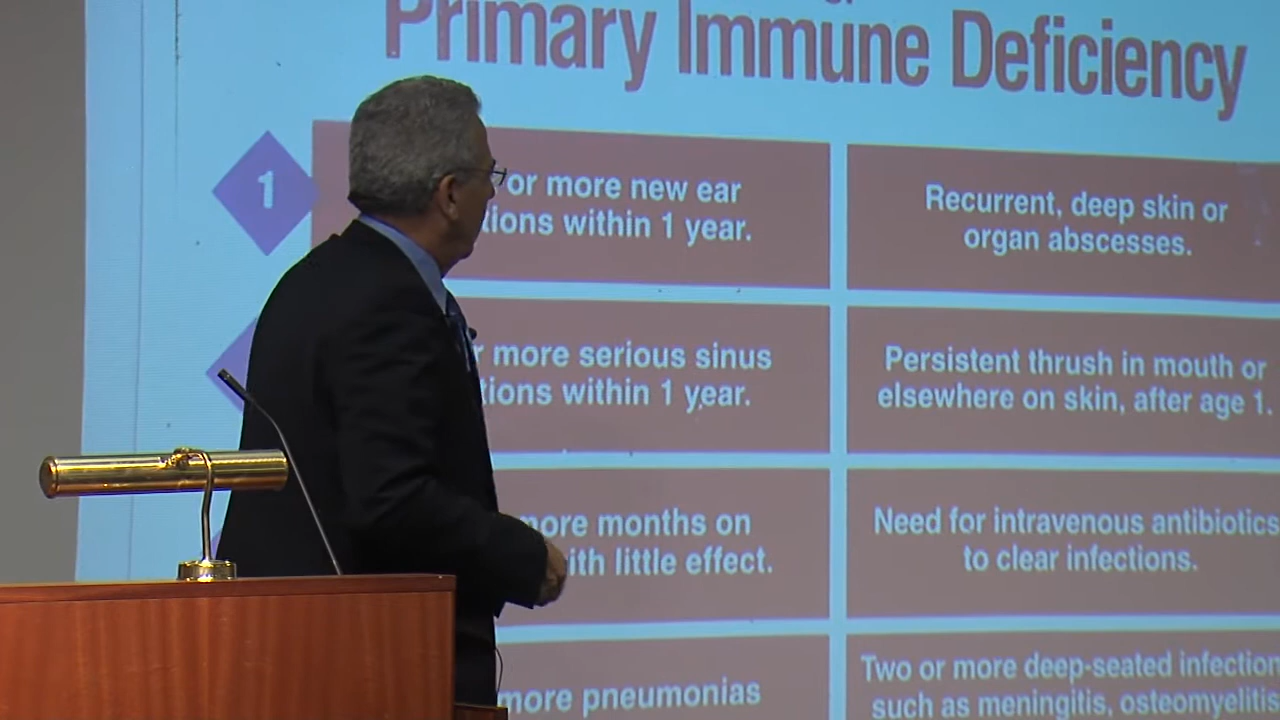 Primary Immune Deficiency
1
or more new ear
tions within 1 year.
Recurrent, deep skin or
organ abscesses.
more serious sinus
tions within 1 year.
Persistent thrush in mouth or
elsewhere on skin, after age 1.
more months on
ith little effect.
Need for intravenous antibiotics
to clear infections.
more pneumonias
Two or more deep-seated infection
such as meningitis, osteomyelitis